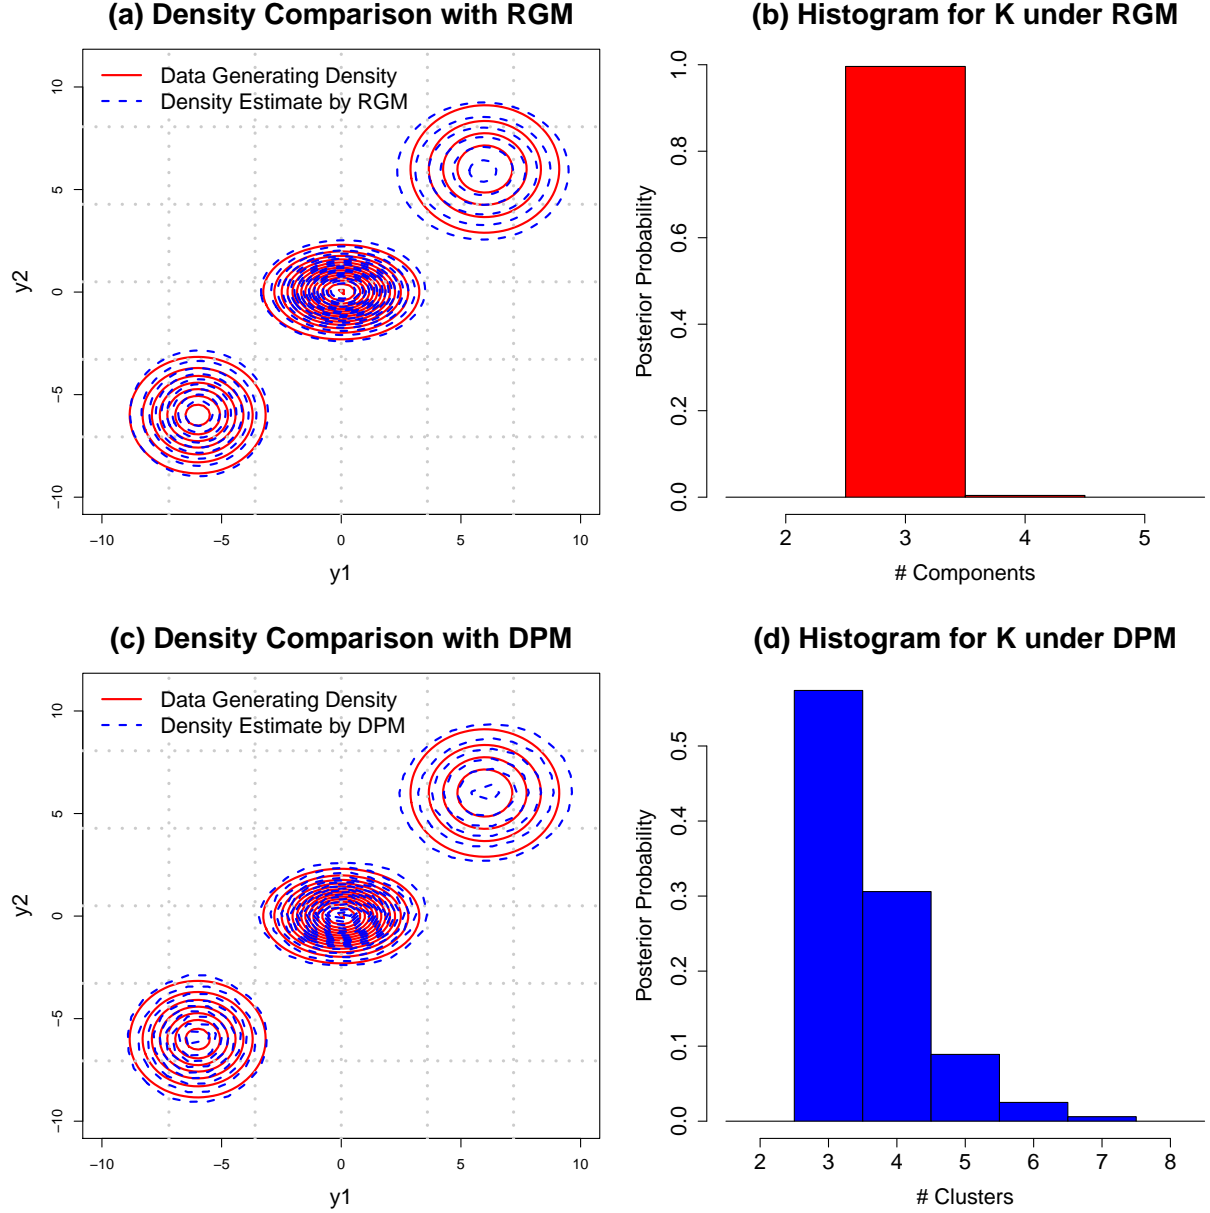 (a) Density Comparison with RGM
Data Generating Density
Density Estimate by RGM
y2
10
5
0
−5
−10
−10 −5 0 5 10
y1
(b) Histogram for K under RGM
Posterior Probability
1.0
0.8
0.6
0.4
0.2
0.0
2 3 4 5
# Components
(c) Density Comparison with DPM
Data Generating Density
Density Estimate by DPM
y2
10
5
0
−5
−10
−10 −5 0 5 10
y1
(d) Histogram for K under DPM
Posterior Probability
0.5
0.4
0.3
0.2
0.1
0.0
2 3 4 5 6 7 8
# Clusters